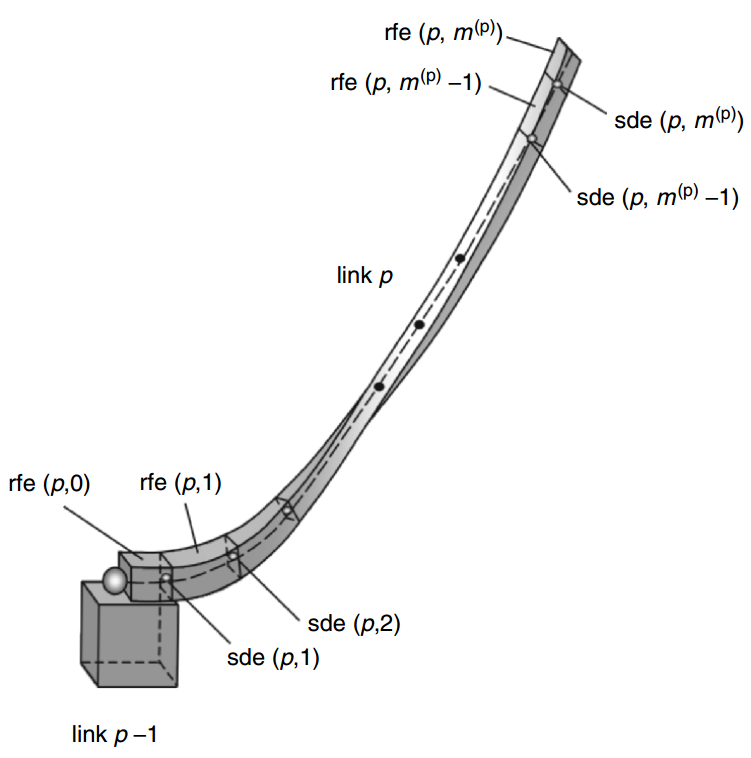 rfe (p, m(p))
rfe (p, m(p) –1)
sde (p, m(p))
sde (p, m(p) –1)
link p
rfe (p,0)
rfe (p,1)
sde (p,2)
sde (p,1)
link p –1